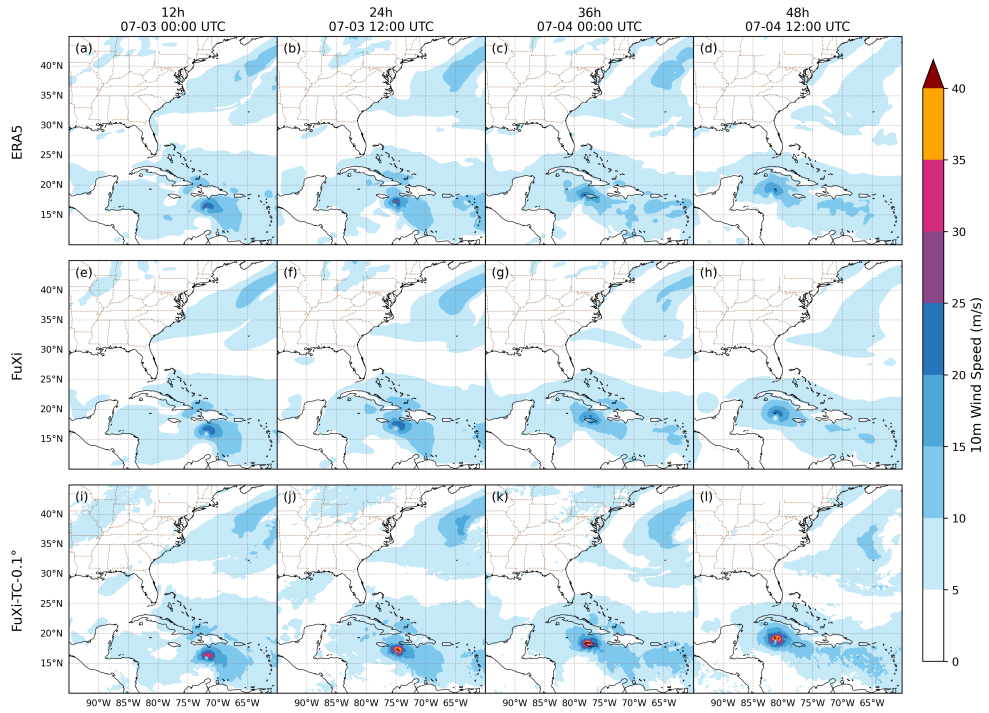 12h 24h 36h 48h
07-03 00:00 UTC 07-03 12:00 UTC 07-04 00:00 UTC 07-04 12:00 UTC
(a) (b) (c) (d)
40°N
35°N
30°N
25°N
20°N
15°N
ERA5
(e) (f) (g) (h)
40°N
35°N
30°N
25°N
20°N
15°N
FuXi
(i) (j) (k) (l)
40°N
35°N
30°N
25°N
20°N
15°N
FuXi-TC-0.1°
90°W 85°W 80°W 75°W 70°W 65°W 90°W 85°W 80°W 75°W 70°W 65°W 90°W 85°W 80°W 75°W 70°W 65°W 90°W 85°W 80°W 75°W 70°W 65°W
40
35
30
25
20
15
10
5
0
10m Wind Speed (m/s)